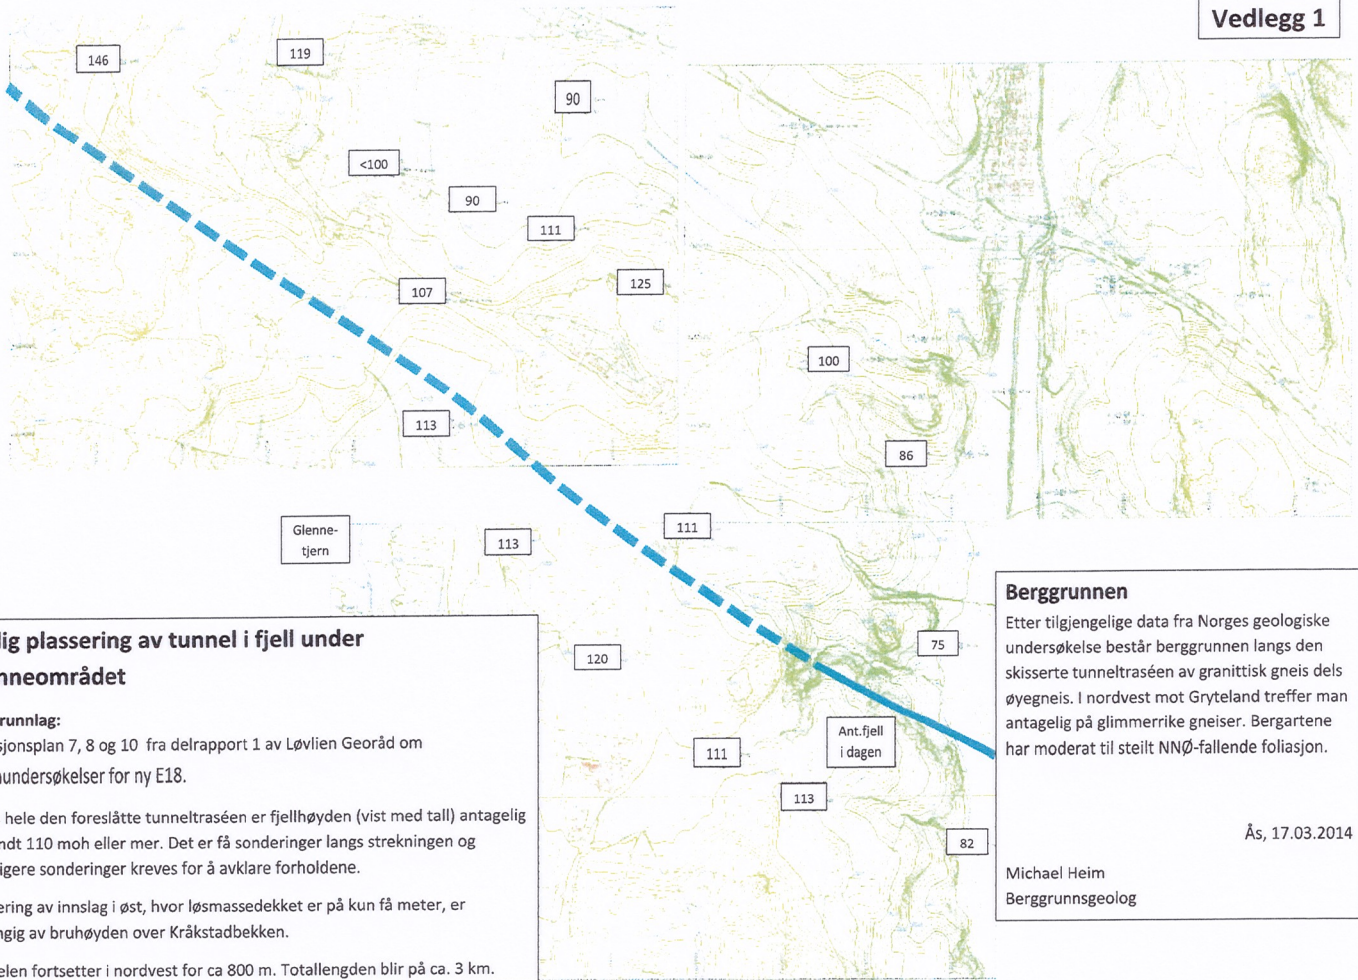 Vedlegg 1
146
119
90
<100
90
111
107
125
100
113
86
Glenne-
tjern
113
111
120
75
Ant.fjell
i dagen
111
113
82
lig plassering av tunnel i fjell under
nneområdet
runnlag:
sjonsplan 7, 8 og 10 fra delrapport 1 av Løvlien Georåd om
undersøkelser for ny E18.
hele den foreslåtte tunneltraséen er fjellhøyden (vist med tall) antagelig
ndt 110 moh eller mer. Det er få sonderinger langs strekningen og
igere sonderinger kreves for å avklare forholdene.
ering av innslag i øst, hvor løsmassedekket er på kun få meter, er
ngig av bruhøyden over Kråkstadbekken.
elen fortsetter i nordvest for ca 800 m. Totallengden blir på ca. 3 km.
Berggrunnen
Etter tilgjengelige data fra Norges geologiske
undersøkelse består berggrunnen langs den
skisserte tunneltraséen av granittisk gneis dels
øyegneis. I nordvest mot Gryteland treffer man
antagelig på glimmerrike gneiser. Bergartene
har moderat til steilt NNØ-fallende foliasjon.
Ås, 17.03.2014
Michael Heim
Berggrunnsgeolog